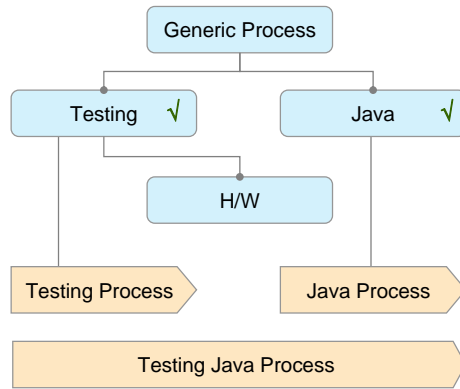 Generic Process
Testing √
Java √
H/W
Testing Process
Java Process
Testing Java Process